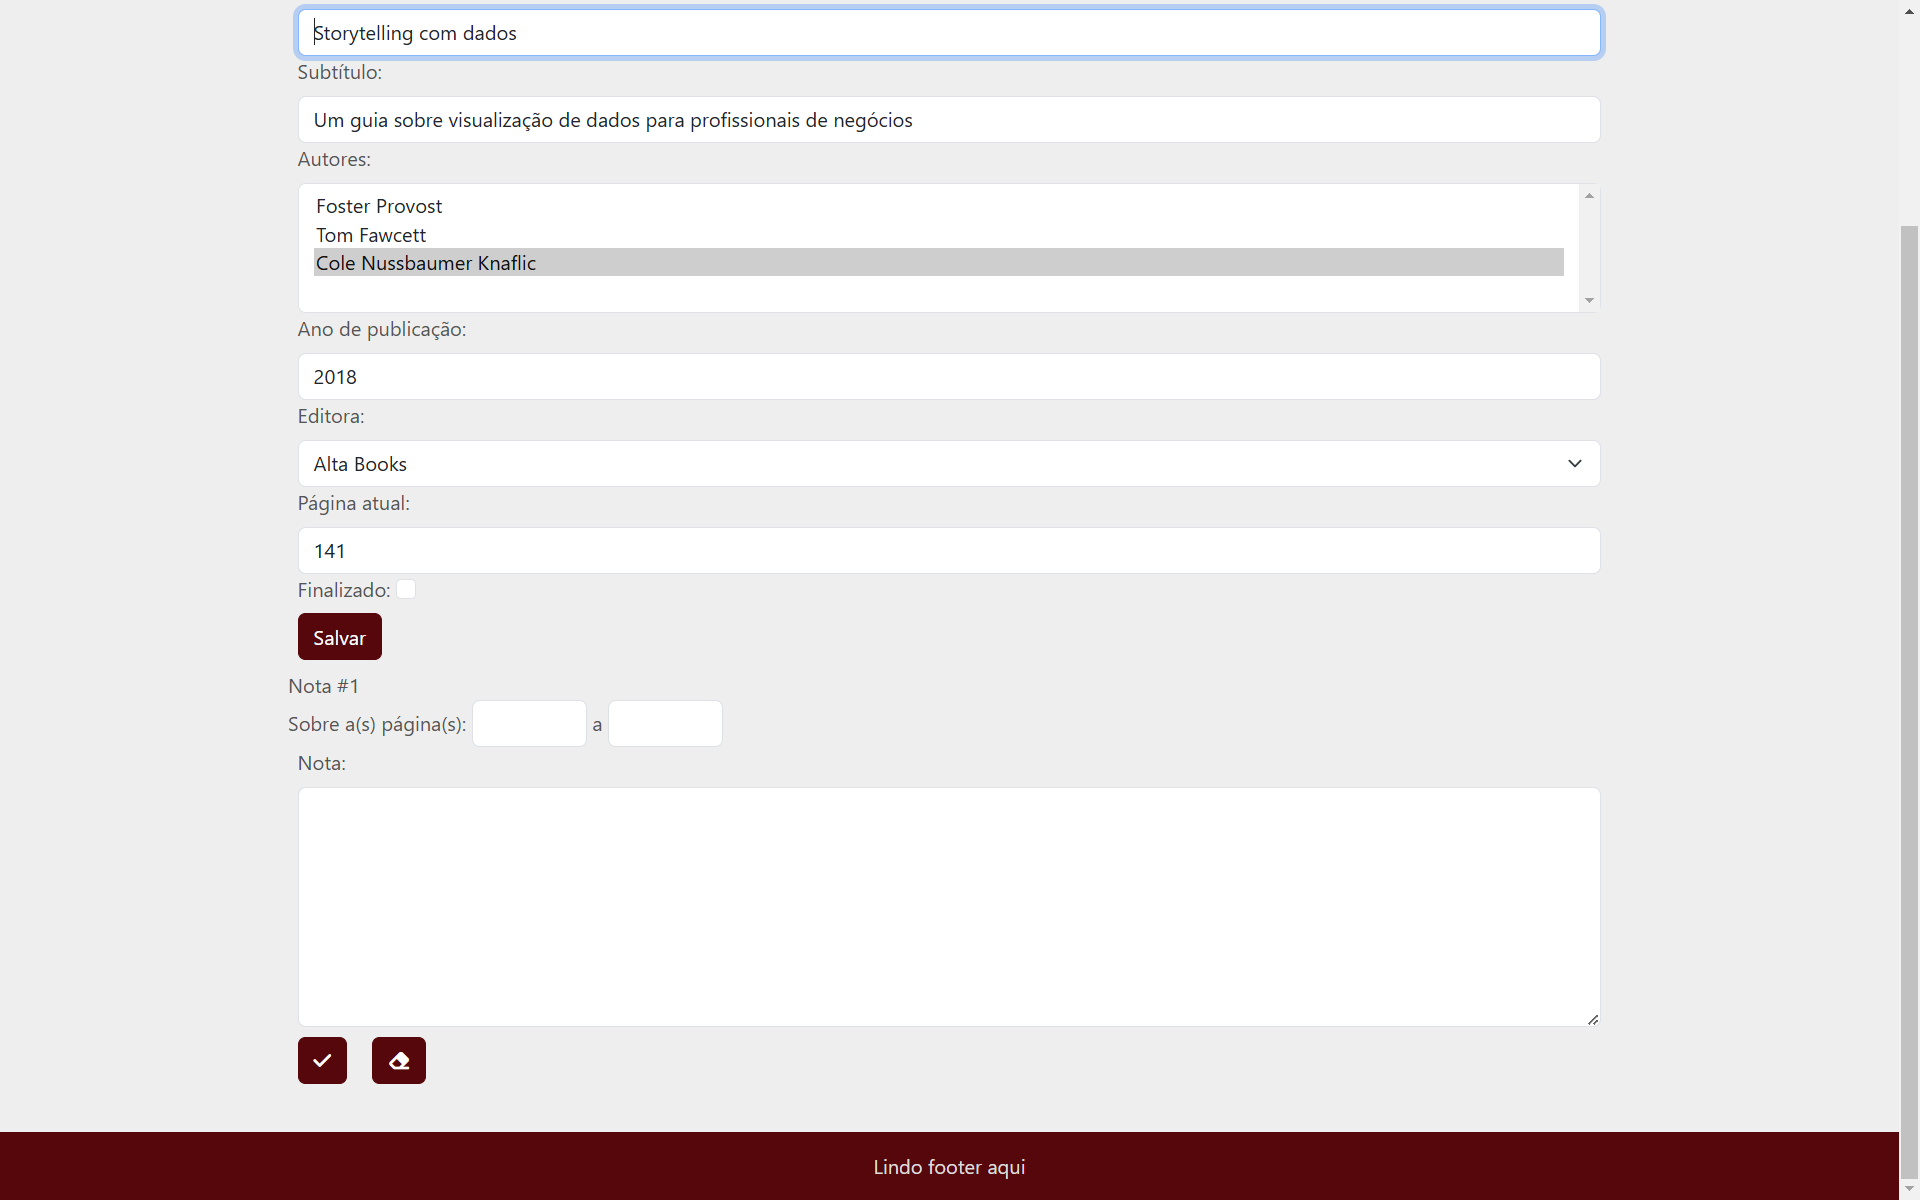 Storytelling com dados
Subtítulo:
Um guia sobre visualização de dados para profissionais de negócios
Autores:
Foster Provost
Tom Fawcett
Cole Nussbaumer Knaflic
Ano de publicação:
2018
Editora:
Alta Books
Página atual:
141
Finalizado:
Salvar
Nota #1
Sobre a(s) página(s): a
Nota:
Lindo footer aqui